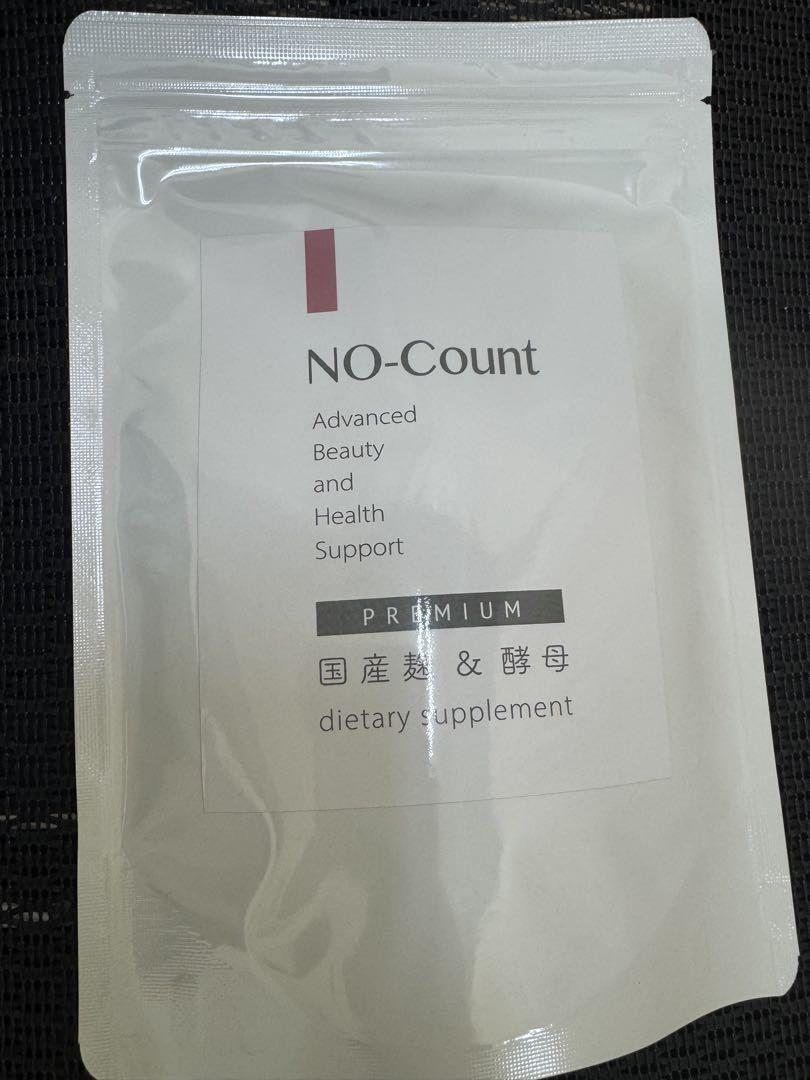 NO-Count
Advanced
Beauty
and
Health
Support
PREMIUM
国産麹 & 酵母
dietary supplement